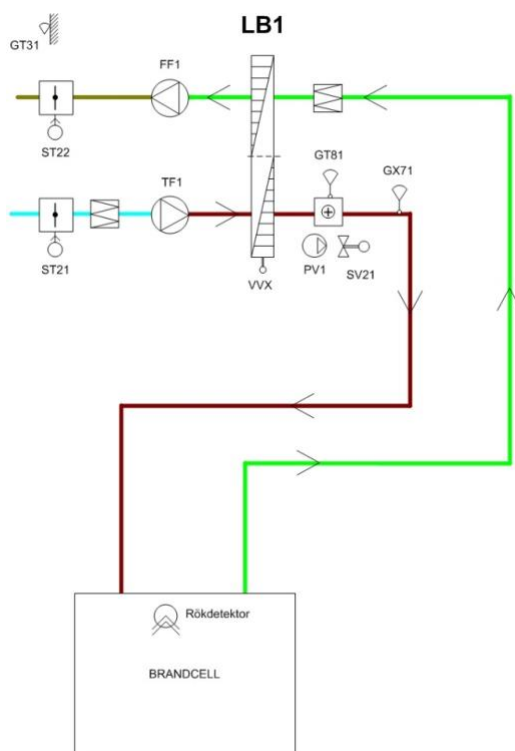 LB1
GT31
FF1
ST22
GT81
GX71
TF1
ST21
PV1
SV21
VVX
Rökdetektor
BRANDCELL